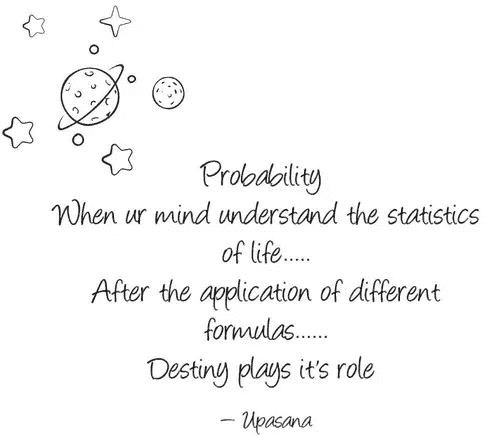 Probability
When ur mind understand the statistics
of life.....
After the application of different
formulas......
Destiny plays it's role
– Upasana